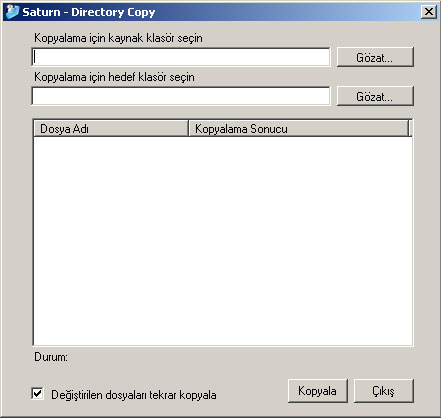 Saturn - Directory Copy
Kopyalama için kaynak klasör seçin
Gözat...
Kopyalama için hedef klasör seçin
Gözat...
Dosya Adı Kopyalama Sonucu
Durum:
Değiştirilen dosyaları tekrar kopyala
Kopyala Çıkış